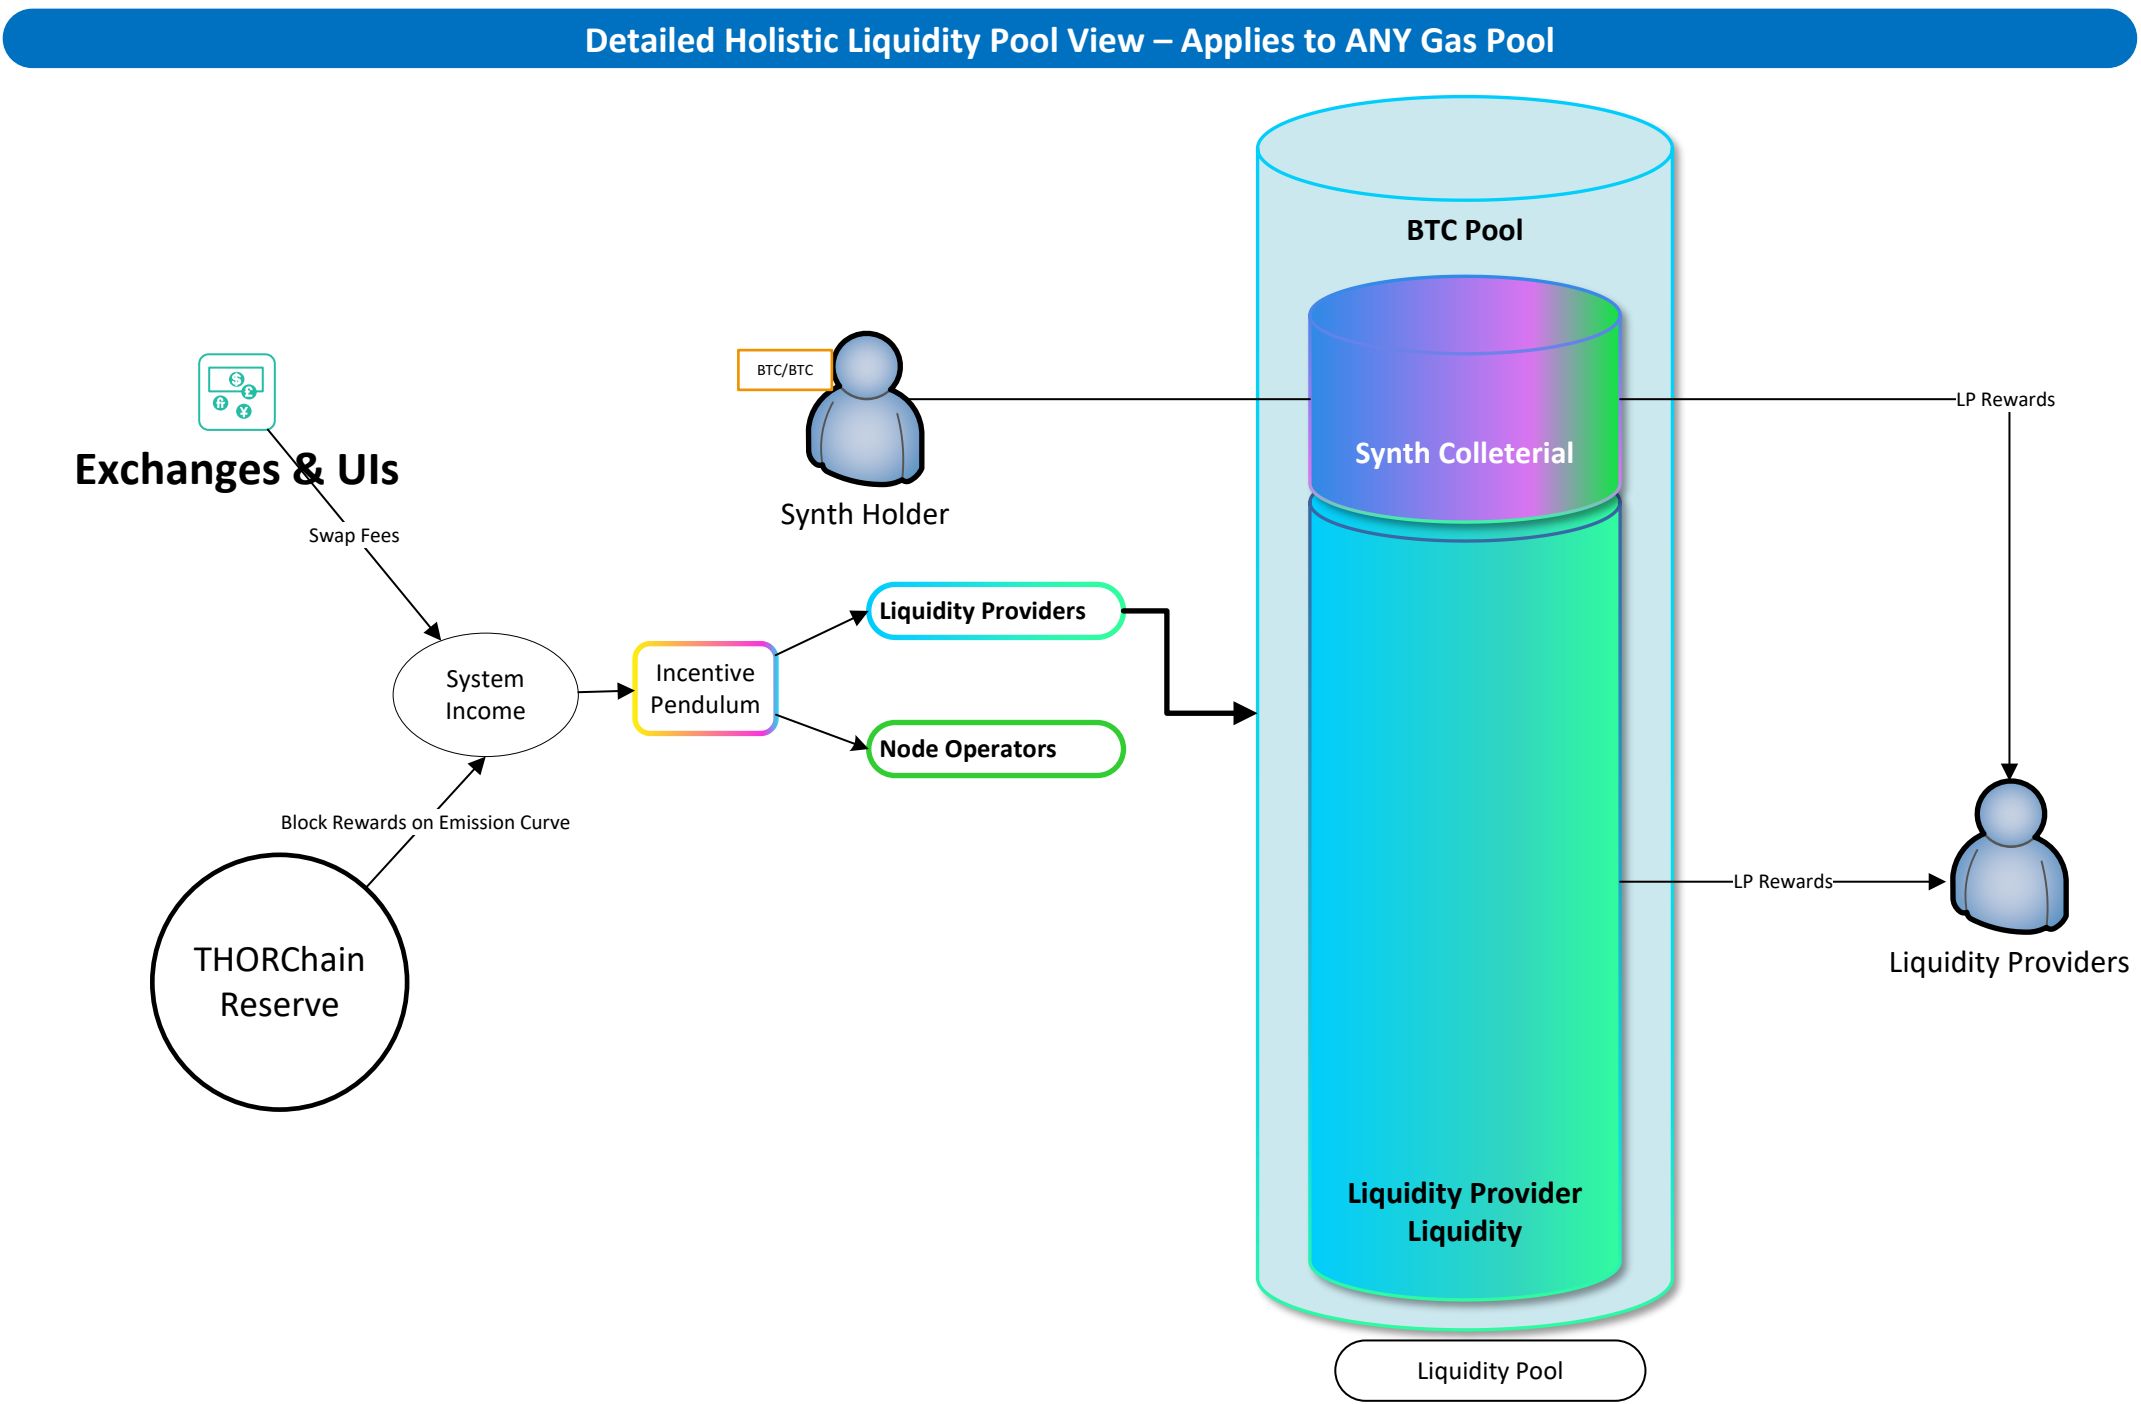 Detailed Holistic Liquidity Pool View – Applies to ANY Gas Pool
BTC Pool
BTC/BTC
LP Rewards
Exchanges & UIs
Synth Colleterial
Synth Holder
Swap Fees
Liquidity Providers
System
Income
Incentive
Pendulum
Node Operators
Block Rewards on Emission Curve
LP Rewards
THORChain
Reserve
Liquidity Providers
Liquidity Provider
Liquidity
Liquidity Pool